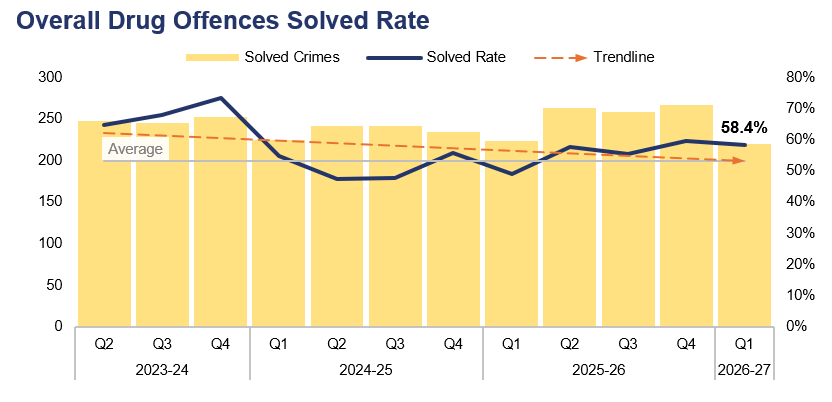 Overall Drug Offences Solved Rate
Solved Crimes Solved Rate Trendline
300 80%
250 70%
58.4% 60%
Average
200 50%
150 40%
30%
100 20%
50 10%
0 0%
Q2 Q3 Q4 Q1 Q2 Q3 Q4 Q1 Q2 Q3 Q4 Q1
2023-24 2024-25 2025-26 2026-27